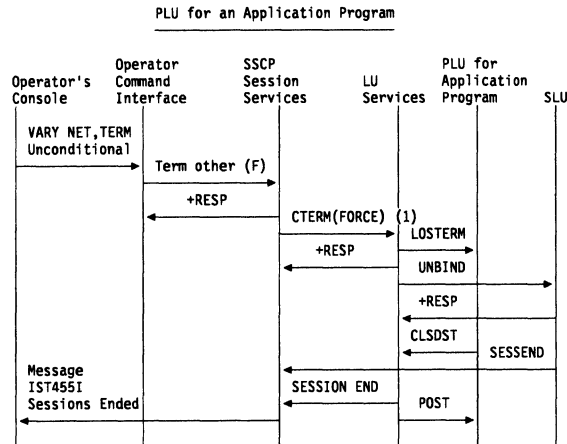 PLU for an Application Program
Operator's Console
Operator Command Interface
SSCP Session Services
LU Services
PLU for Application Program
SLU
VARY NET,TERM
Unconditional
Term other (F)
+RESP
CTERM(FORCE) (1)
LOSTERM
+RESP
UNBIND
+RESP
CLSDST
SESSEND
Message
IST455I
Sessions Ended
SESSION END
POST